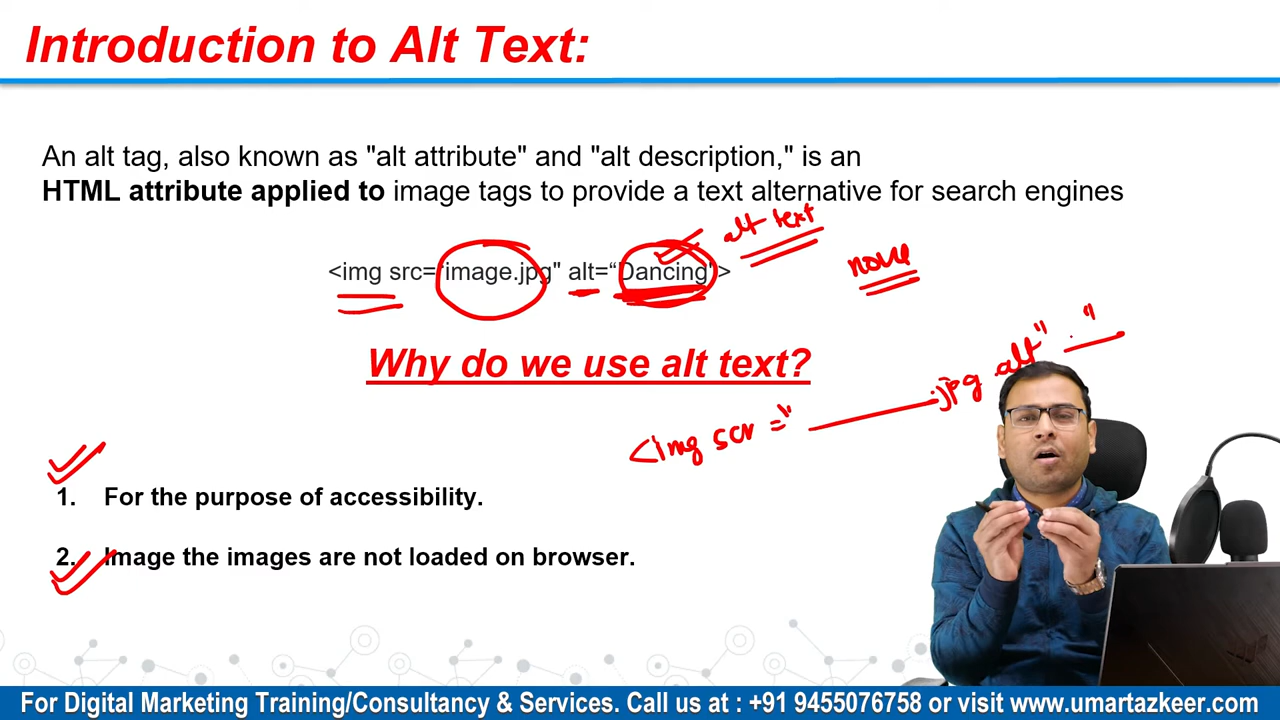 Introduction to Alt Text:
An alt tag, also known as "alt attribute" and "alt description," is an
HTML attribute applied to image tags to provide a text alternative for search engines
alt text
<img src=“image.jpg" alt=“Dancing">
none
Why do we use alt text?
<img scr =" .jpg alt" "
1. For the purpose of accessibility.
2. Image the images are not loaded on browser.
For Digital Marketing Training/Consultancy & Services. Call us at : +91 9455076758 or visit www.umartazkeer.com